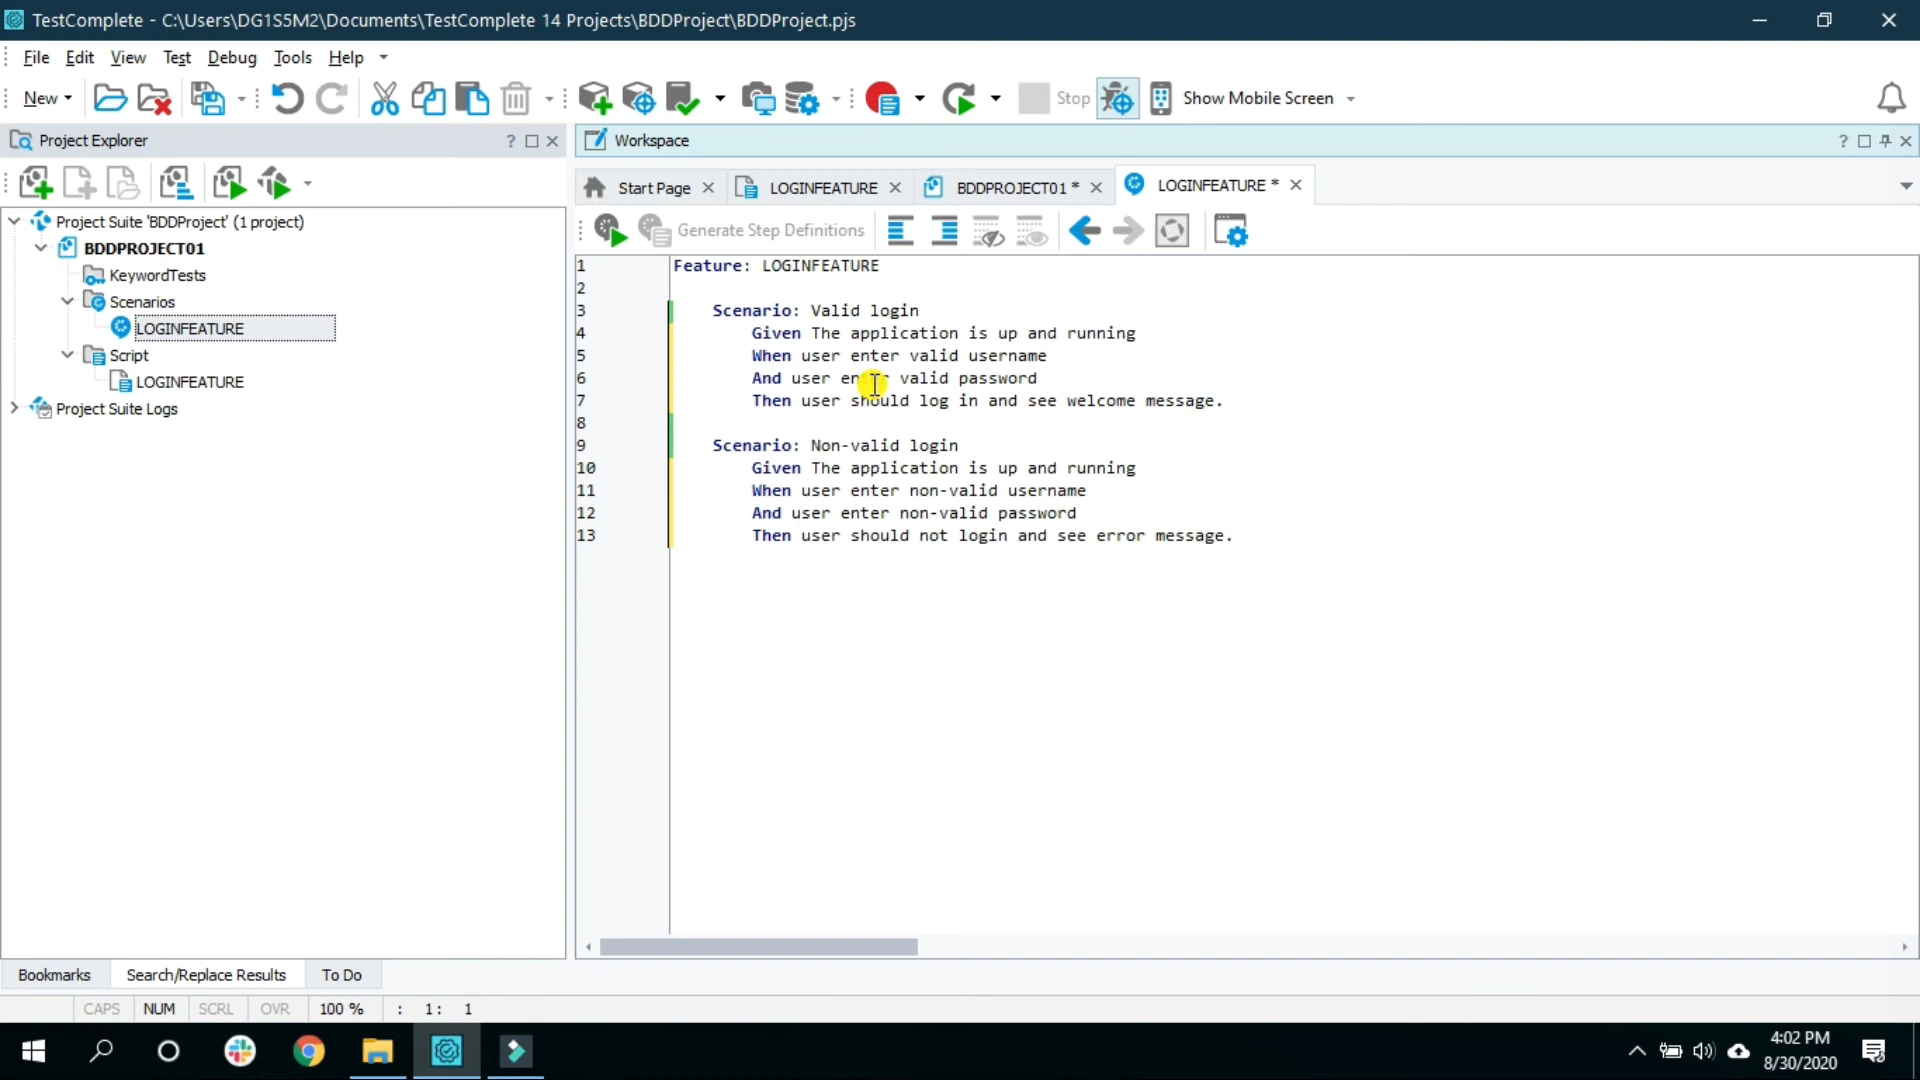 TestComplete - C:\Users\DG1S5M2\Documents\TestComplete 14 Projects\BDDProject\BDDProject.pjs
File Edit View Test Debug Tools Help
New Stop Show Mobile Screen
Project Explorer ?
Workspace ?
Start Page LOGINFEATURE BDDPROJECT01 * LOGINFEATURE *
Generate Step Definitions
Project Suite 'BDDProject' (1 project)
BDDPROJECT01
KeywordTests
Scenarios
LOGINFEATURE
Script
LOGINFEATURE
Project Suite Logs
1 Feature: LOGINFEATURE
2
3 Scenario: Valid login
4 Given The application is up and running
5 When user enter valid username
6 And user enter valid password
7 Then user should log in and see welcome message.
8
9 Scenario: Non-valid login
10 Given The application is up and running
11 When user enter non-valid username
12 And user enter non-valid password
13 Then user should not login and see error message.
Bookmarks Search/Replace Results To Do
CAPS NUM SCRL OVR 100 % : 1: 1
4:02 PM
8/30/2020